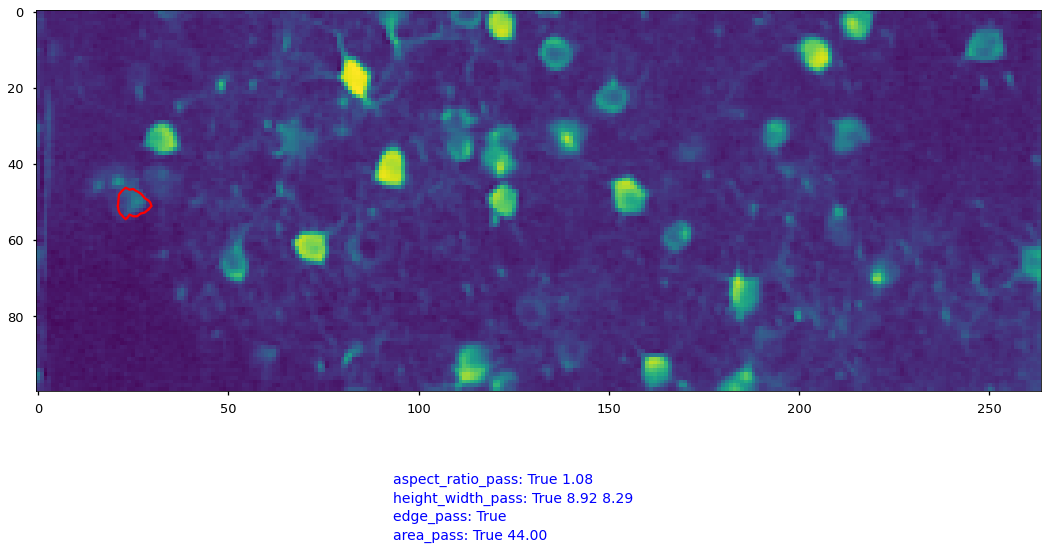 0
20
40
60
80
0 50 100 150 200 250
aspect_ratio_pass: True 1.08
height_width_pass: True 8.92 8.29
edge_pass: True
area_pass: True 44.00